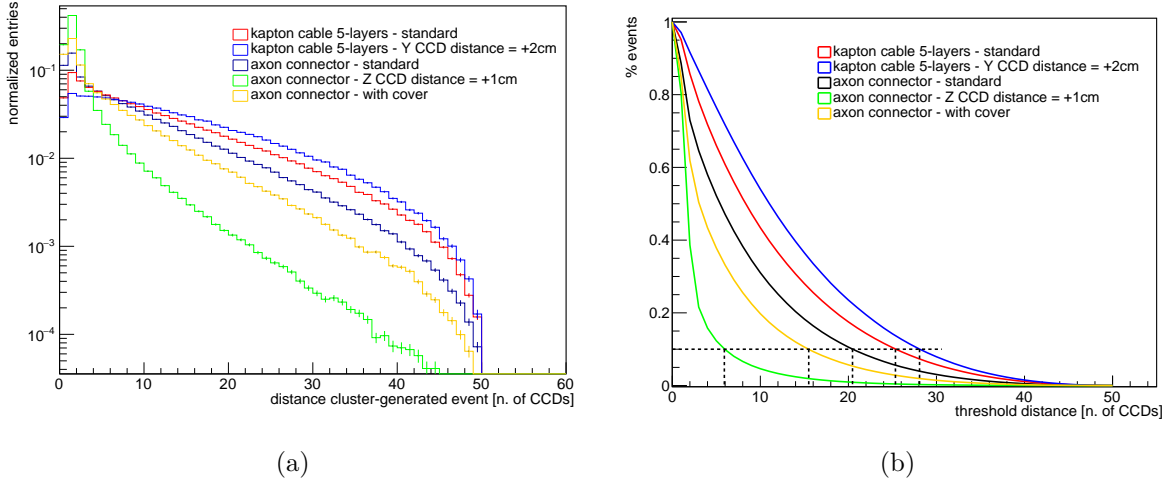 normalized entries
kapton cable 5-layers - standard
kapton cable 5-layers - Y CCD distance = +2cm
axon connector - standard
axon connector - Z CCD distance = +1cm
axon connector - with cover
10⁻¹
10⁻²
10⁻³
10⁻⁴
0 10 20 30 40 50 60
distance cluster-generated event [n. of CCDs]
(a)
% events
kapton cable 5-layers - standard
kapton cable 5-layers - Y CCD distance = +2cm
axon connector - standard
axon connector - Z CCD distance = +1cm
axon connector - with cover
1
0.8
0.6
0.4
0.2
0
0 10 20 30 40 50
threshold distance [n. of CCDs]
(b)